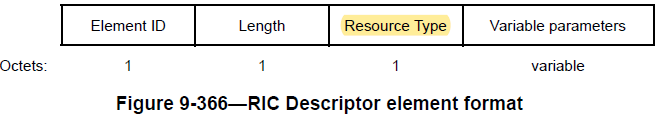 Element ID Length Resource Type Variable parameters
Octets: 1 1 1 variable
Figure 9-366—RIC Descriptor element format